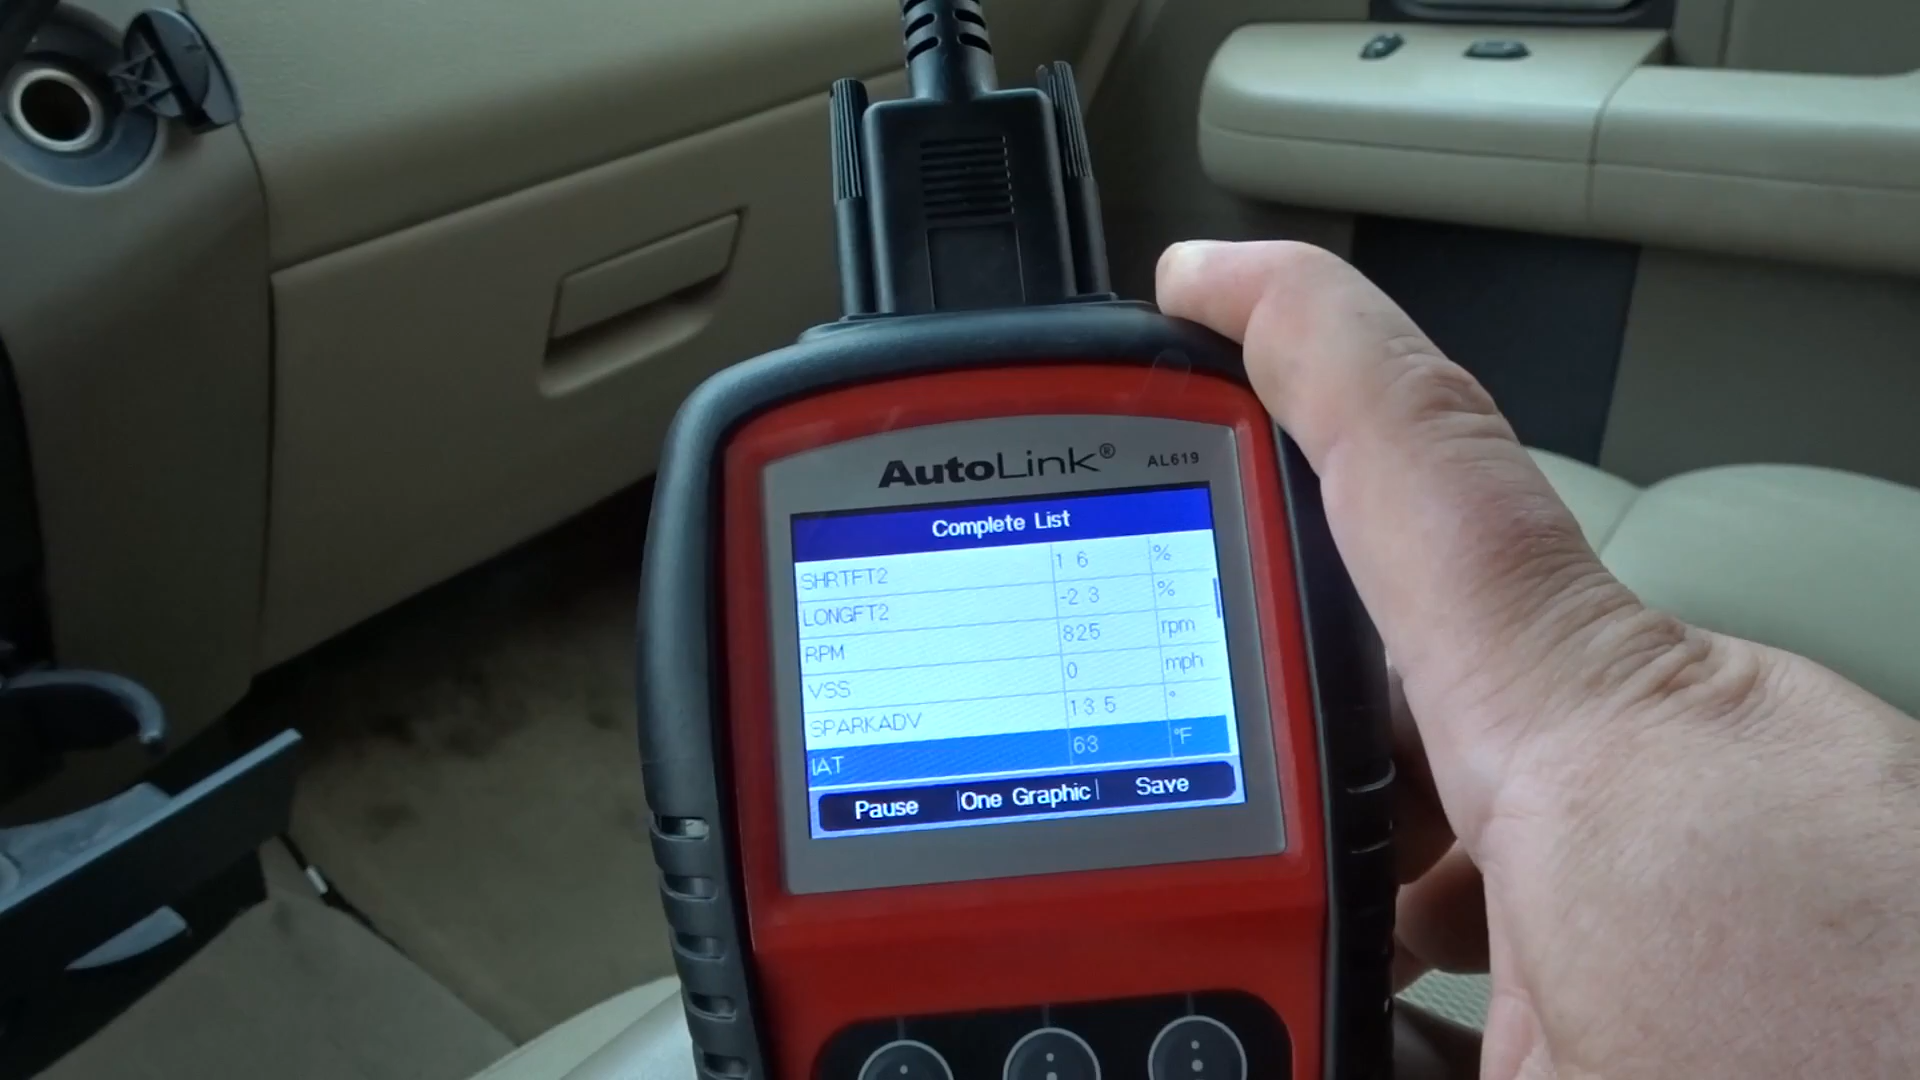 AutoLink® AL619
Complete List
SHRTFT2 1.6 %
LONGFT2 -2.3 %
RPM 825 rpm
VSS 0 mph
SPARKADV 13.5 °
IAT 63 °F
Pause One Graphic Save